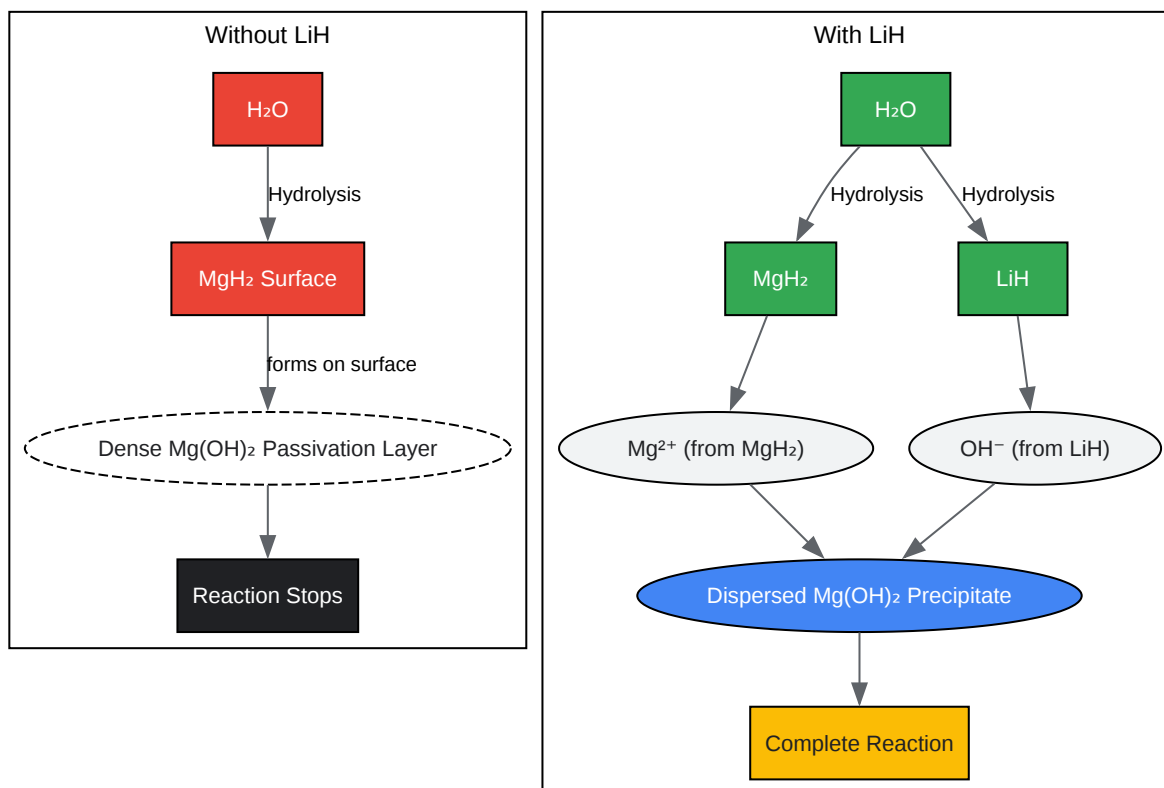 Without LiH
H₂O
Hydrolysis
MgH₂ Surface
forms on surface
Dense Mg(OH)₂ Passivation Layer
Reaction Stops
With LiH
H₂O
Hydrolysis
Hydrolysis
MgH₂
LiH
Mg²⁺ (from MgH₂)
OH⁻ (from LiH)
Dispersed Mg(OH)₂ Precipitate
Complete Reaction